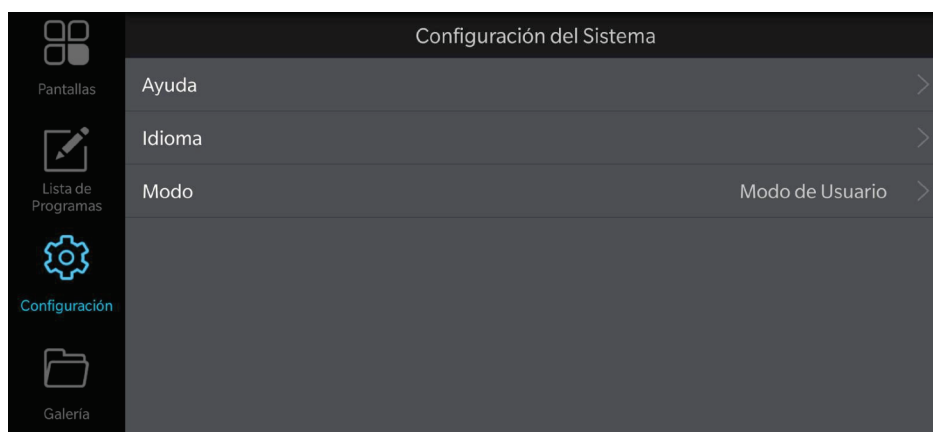 Configuración del Sistema
Pantallas
Ayuda
Idioma
Lista de
Programas
Modo
Modo de Usuario
Configuración
Galería